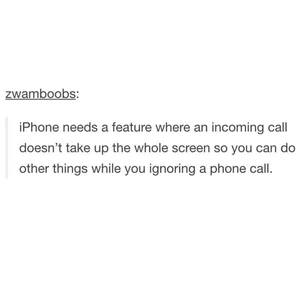 zwamboobs:
iPhone needs a feature where an incoming call
doesn't take up the whole screen so you can do
other things while you ignoring a phone call.